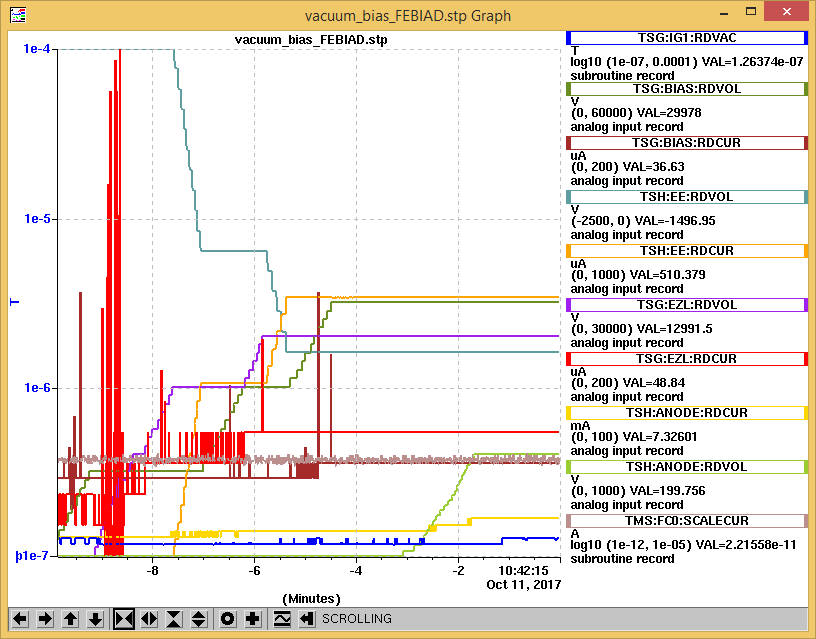 vacuum_bias_FEBIAD.stp Graph
vacuum_bias_FEBIAD.stp
1e-4
1e-5
T
1e-6
1e-7
-8
-6
-4
-2
10:42:15
Oct 11, 2017
(Minutes)
TSG:IG1:RDVAC
T
log10 (1e-07, 0.0001) VAL=1.26374e-07
subroutine record
TSG:BIAS:RDVOL
V
(0, 60000) VAL=29978
analog input record
TSG:BIAS:RDCUR
uA
(0, 200) VAL=36.63
analog input record
TSH:EE:RDVOL
V
(-2500, 0) VAL=-1496.95
analog input record
TSH:EE:RDCUR
uA
(0, 1000) VAL=510.379
analog input record
TSG:EZL:RDVOL
V
(0, 30000) VAL=12991.5
analog input record
TSG:EZL:RDCUR
uA
(0, 200) VAL=48.84
analog input record
TSH:ANODE:RDCUR
mA
(0, 100) VAL=7.32601
analog input record
TSH:ANODE:RDVOL
V
(0, 1000) VAL=199.756
analog input record
TMS:FC0:SCALECUR
A
log10 (1e-12, 1e-05) VAL=2.21558e-11
subroutine record
SCROLLING